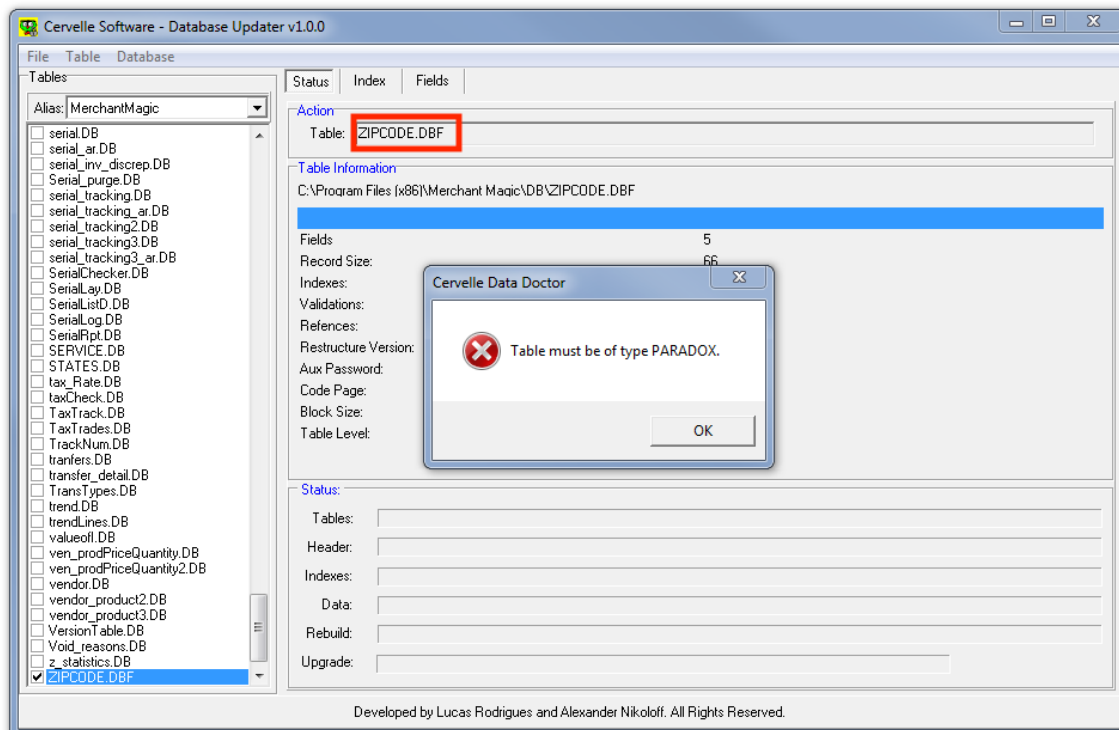 Cervelle Software - Database Updater v1.0.0
File Table Database
Tables
Alias: MerchantMagic
serial.DB
serial_ar.DB
serial_inv_discrep.DB
Serial_purge.DB
serial_tracking.DB
serial_tracking_ar.DB
serial_tracking2.DB
serial_tracking3.DB
serial_tracking3_ar.DB
SerialChecker.DB
SerialLay.DB
SerialListD.DB
SerialLog.DB
SerialRpt.DB
SERVICE.DB
STATES.DB
tax_Rate.DB
taxCheck.DB
TaxTrack.DB
TaxTrades.DB
TrackNum.DB
tranfers.DB
transfer_detail.DB
TransTypes.DB
trend.DB
trendLines.DB
valueofI.DB
ven_prodPriceQuantity.DB
ven_prodPriceQuantity2.DB
vendor.DB
vendor_product2.DB
vendor_product3.DB
VersionTable.DB
Void_reasons.DB
z_statistics.DB
ZIPCODE.DBF
Status Index Fields
Action
Table: ZIPCODE.DBF
Table Information
C:\Program Files (x86)\Merchant Magic\DB\ZIPCODE.DBF
Fields 5
Record Size: 66
Indexes:
Validations:
Refences:
Restructure Version:
Aux Password:
Code Page:
Block Size:
Table Level:
Cervelle Data Doctor
Table must be of type PARADOX.
OK
Status:
Tables:
Header:
Indexes:
Data:
Rebuild:
Upgrade:
Developed by Lucas Rodrigues and Alexander Nikoloff. All Rights Reserved.